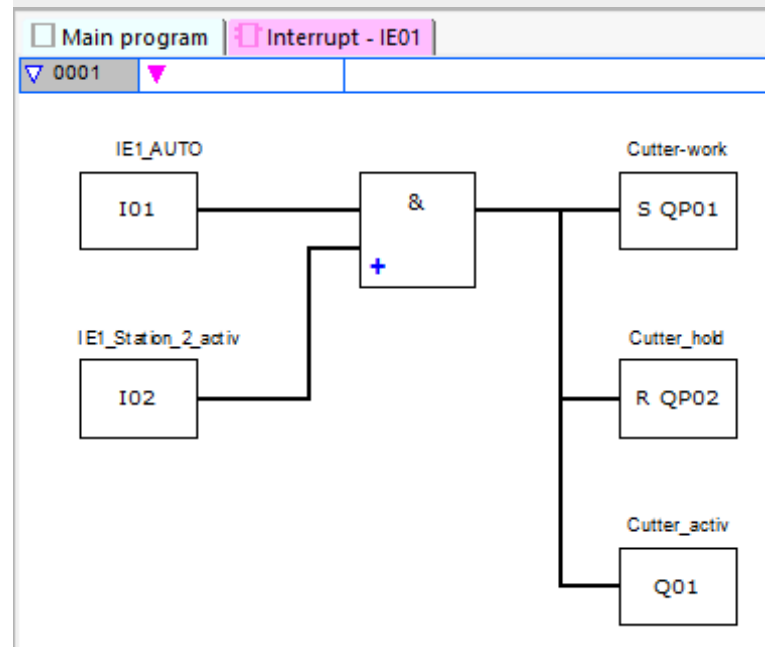 Main program
Interrupt - IE01
0001
IE1_AUTO
I01
&
+
Cutter-work
S QP01
IE1_Station_2_activ
I02
Cutter_hold
R QP02
Cutter_activ
Q01